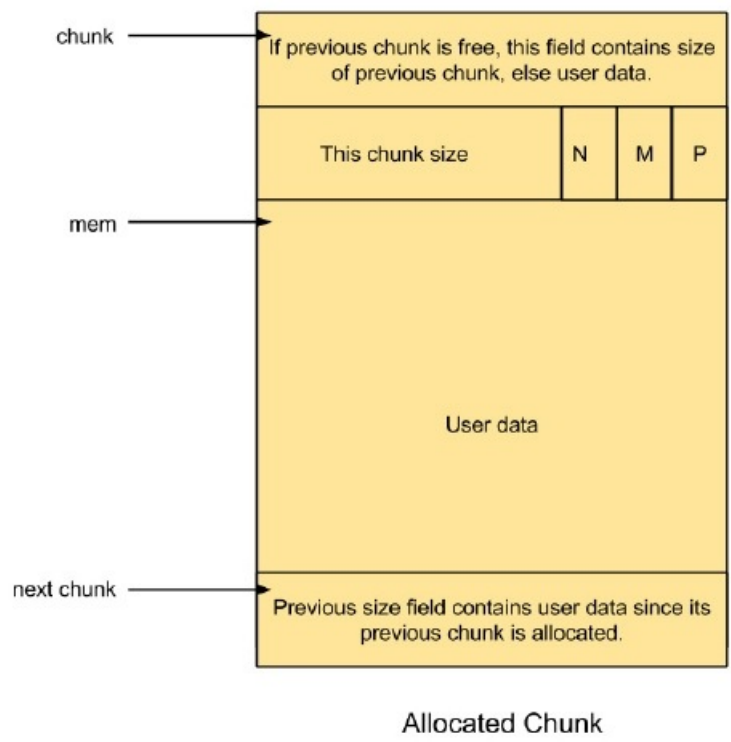 chunk
If previous chunk is free, this field contains size
of previous chunk, else user data.
This chunk size
N
M
P
mem
User data
next chunk
Previous size field contains user data since its
previous chunk is allocated.
Allocated Chunk